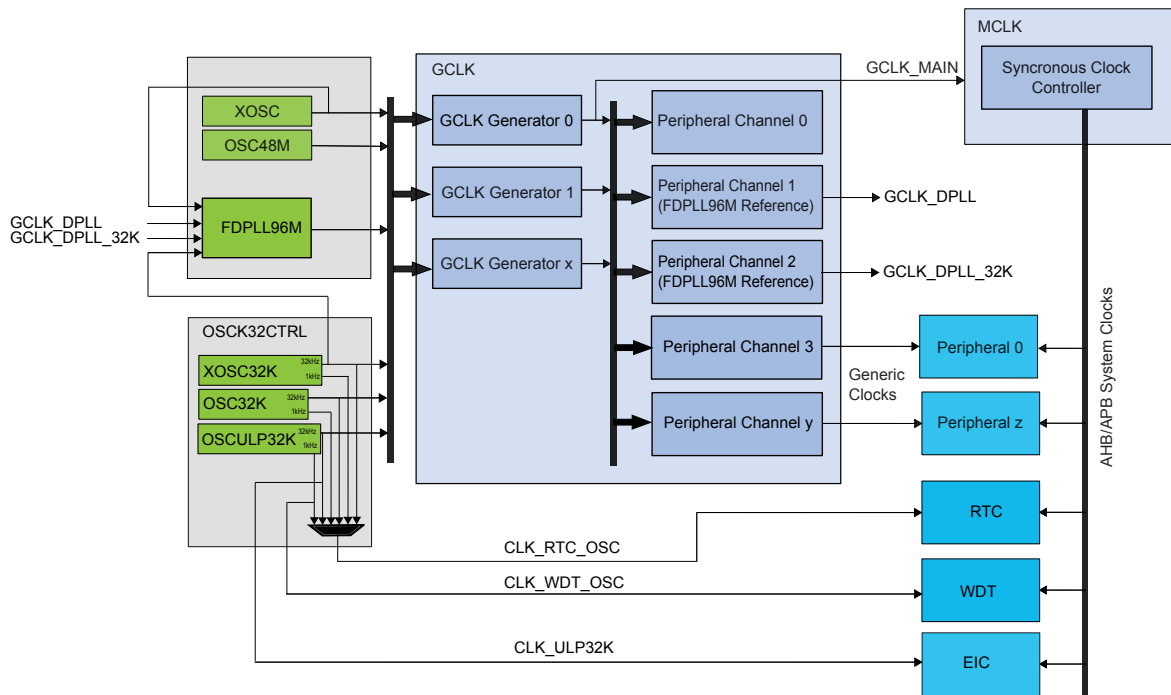 MCLK
Syncronous Clock
Controller
GCLK_MAIN
GCLK
XOSC
OSC48M
FDPLL96M
GCLK_DPLL
GCLK_DPLL_32K
GCLK Generator 0
GCLK Generator 1
GCLK Generator x
Peripheral Channel 0
Peripheral Channel 1
(FDPLL96M Reference)
GCLK_DPLL
Peripheral Channel 2
(FDPLL96M Reference)
GCLK_DPLL_32K
Peripheral Channel 3
Peripheral Channel y
Generic
Clocks
Peripheral 0
Peripheral z
AHB/APB System Clocks
OSCK32CTRL
XOSC32K
32kHz
1kHz
OSC32K
32kHz
1kHz
OSCULP32K
32kHz
1kHz
CLK_RTC_OSC
RTC
CLK_WDT_OSC
WDT
CLK_ULP32K
EIC